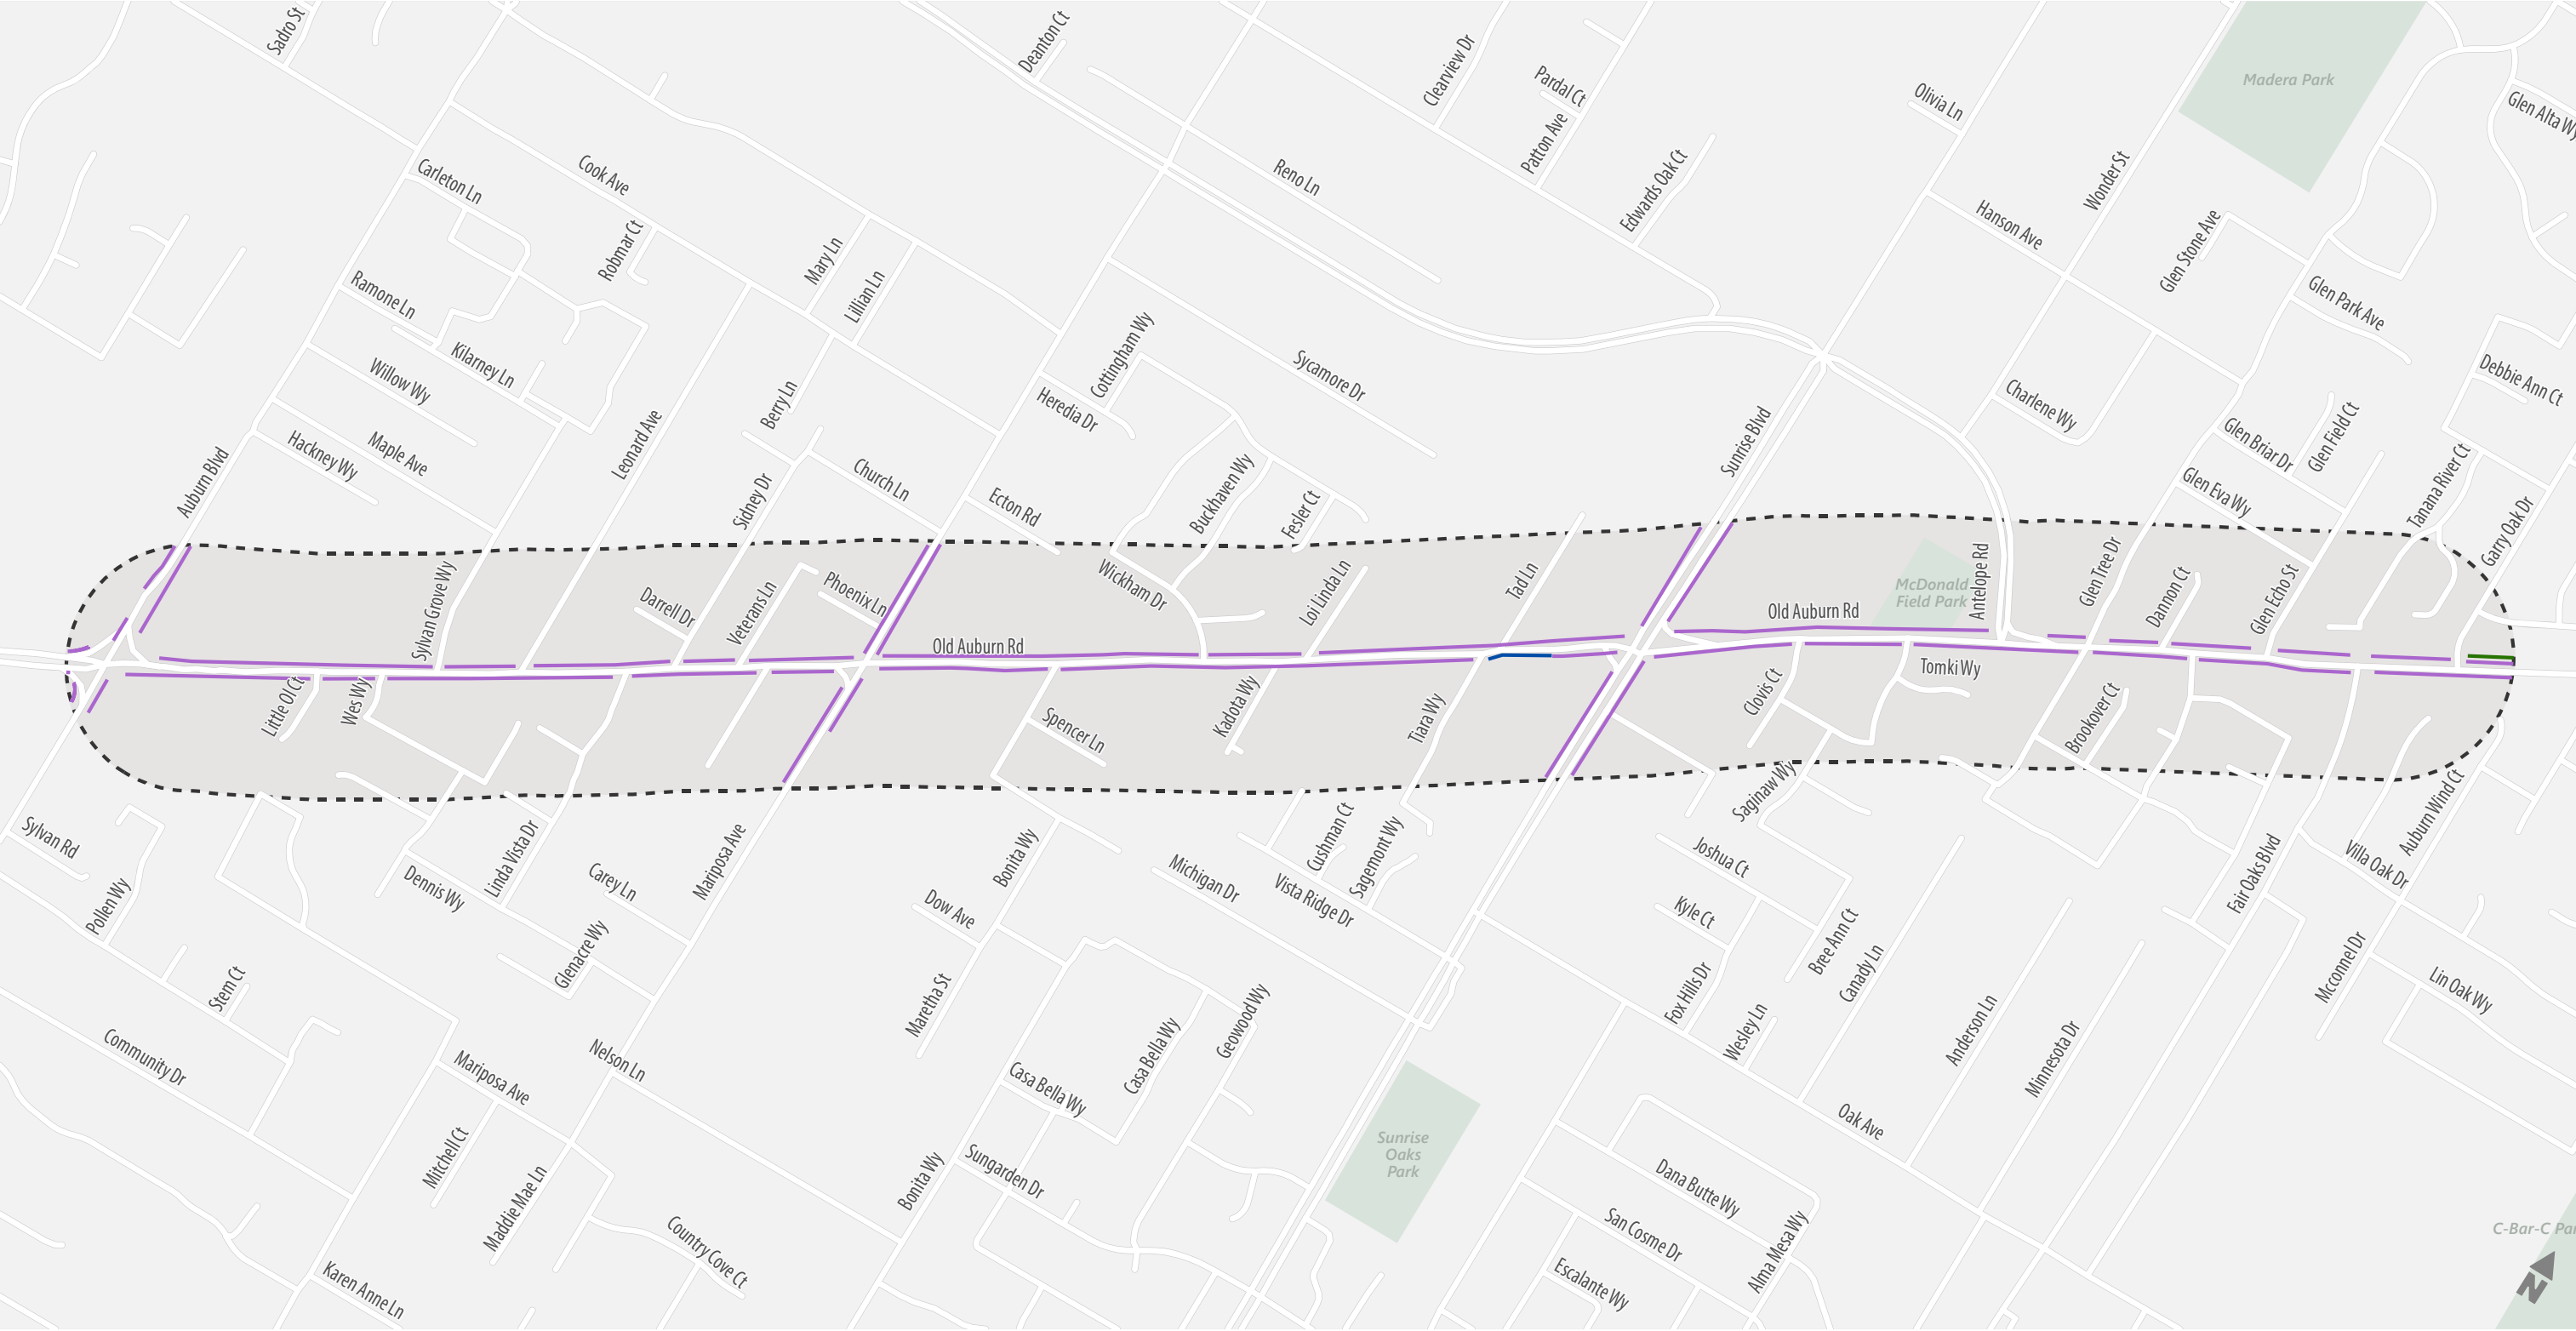 Sadro St
Deanton Ct
Clearview Dr
Pardal Ct
Patton Ave
Olivia Ln
Madera Park
Glen Alta Wy
Carleton Ln
Cook Ave
Reno Ln
Edwards Oak Ct
Wonder St
Hanson Ave
Glen Stone Ave
Robmar Ct
Mary Ln
Lillian Ln
Ramone Ln
Glen Park Ave
Kilarney Ln
Willow Wy
Cottingham Wy
Heredia Dr
Sycamore Dr
Berry Ln
Charlene Wy
Debbie Ann Ct
Sunrise Blvd
Leonard Ave
Maple Ave
Hackney Wy
Auburn Blvd
Church Ln
Sidney Dr
Ecton Rd
Buckhaven Wy
Fesler Ct
Glen Briar Dr
Glen Field Ct
Glen Eva Wy
Tanana River Ct
Garry Oak Dr
Sylvan Grove Wy
Darrell Dr
Veterans Ln
Phoenix Ln
Wickham Dr
Loi Linda Ln
Tad Ln
McDonald
Field Park
Antelope Rd
Glen Tree Dr
Dannon Ct
Glen Echo St
Old Auburn Rd
Old Auburn Rd
Little Ol Ct
Wes Wy
Spencer Ln
Kadota Wy
Tiara Wy
Clovis Ct
Tomki Wy
Brookover Ct
Saginaw Wy
Auburn Wind Ct
Sylvan Rd
Pollen Wy
Dennis Wy
Linda Vista Dr
Carey Ln
Mariposa Ave
Bonita Wy
Dow Ave
Michigan Dr
Cushman Ct
Sagemont Wy
Vista Ridge Dr
Joshua Ct
Kyle Ct
Bree Ann Ct
Canady Ln
Fair Oaks Blvd
Villa Oak Dr
Glenacre Wy
Stem Ct
Maretha St
Casa Bella Wy
Geowood Wy
Fox Hills Dr
Wesley Ln
Anderson Ln
Minnesota Dr
Mcconnel Dr
Lin Oak Wy
Community Dr
Mariposa Ave
Nelson Ln
Casa Bella Wy
Oak Ave
Mitchell Ct
Maddie Mae Ln
Bonita Wy
Sungarden Dr
Sunrise
Oaks
Park
Dana Butte Wy
San Cosme Dr
Alma Mesa Wy
Escalante Wy
Country Cove Ct
Karen Anne Ln
C-Bar-C Par
N